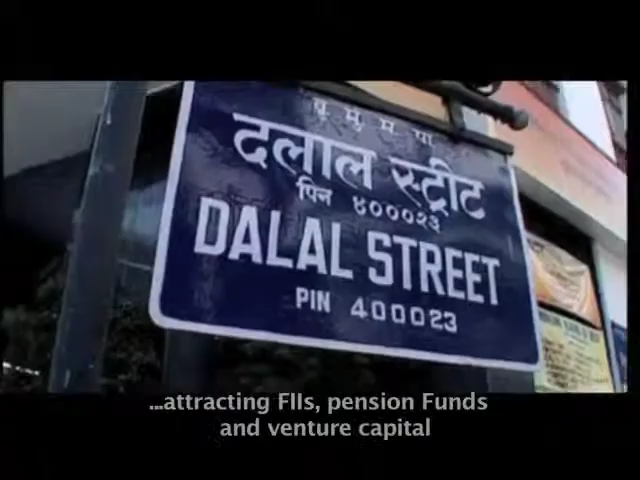 बृ. मुं. म. पा.
दलाल स्ट्रीट
पिन ४०००२३
DALAL STREET
PIN 400023
...attracting FIIs, pension Funds
and venture capital